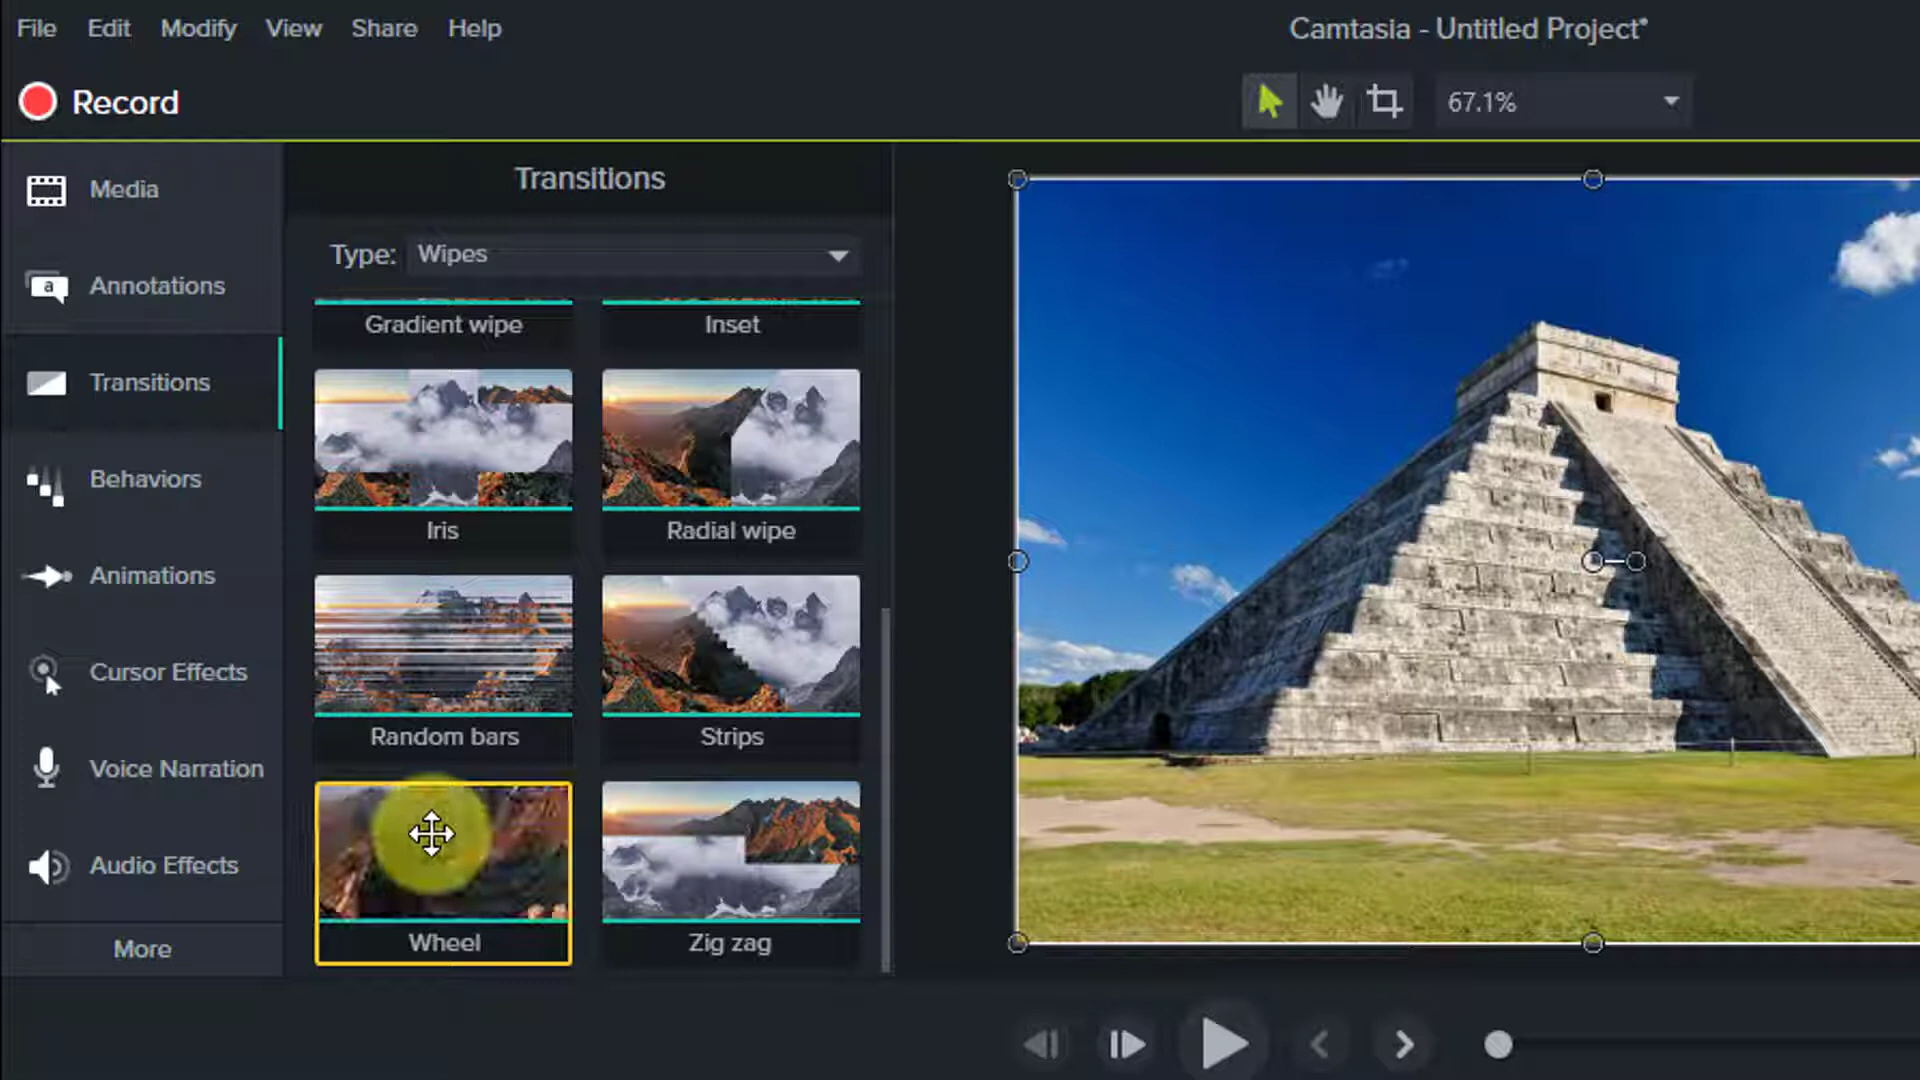 File Edit Modify View Share Help
Camtasia - Untitled Project*
Record
67.1%
Media
Annotations
Transitions
Behaviors
Animations
Cursor Effects
Voice Narration
Audio Effects
More
Transitions
Type: Wipes
Gradient wipe
Inset
Iris
Radial wipe
Random bars
Strips
Wheel
Zig zag